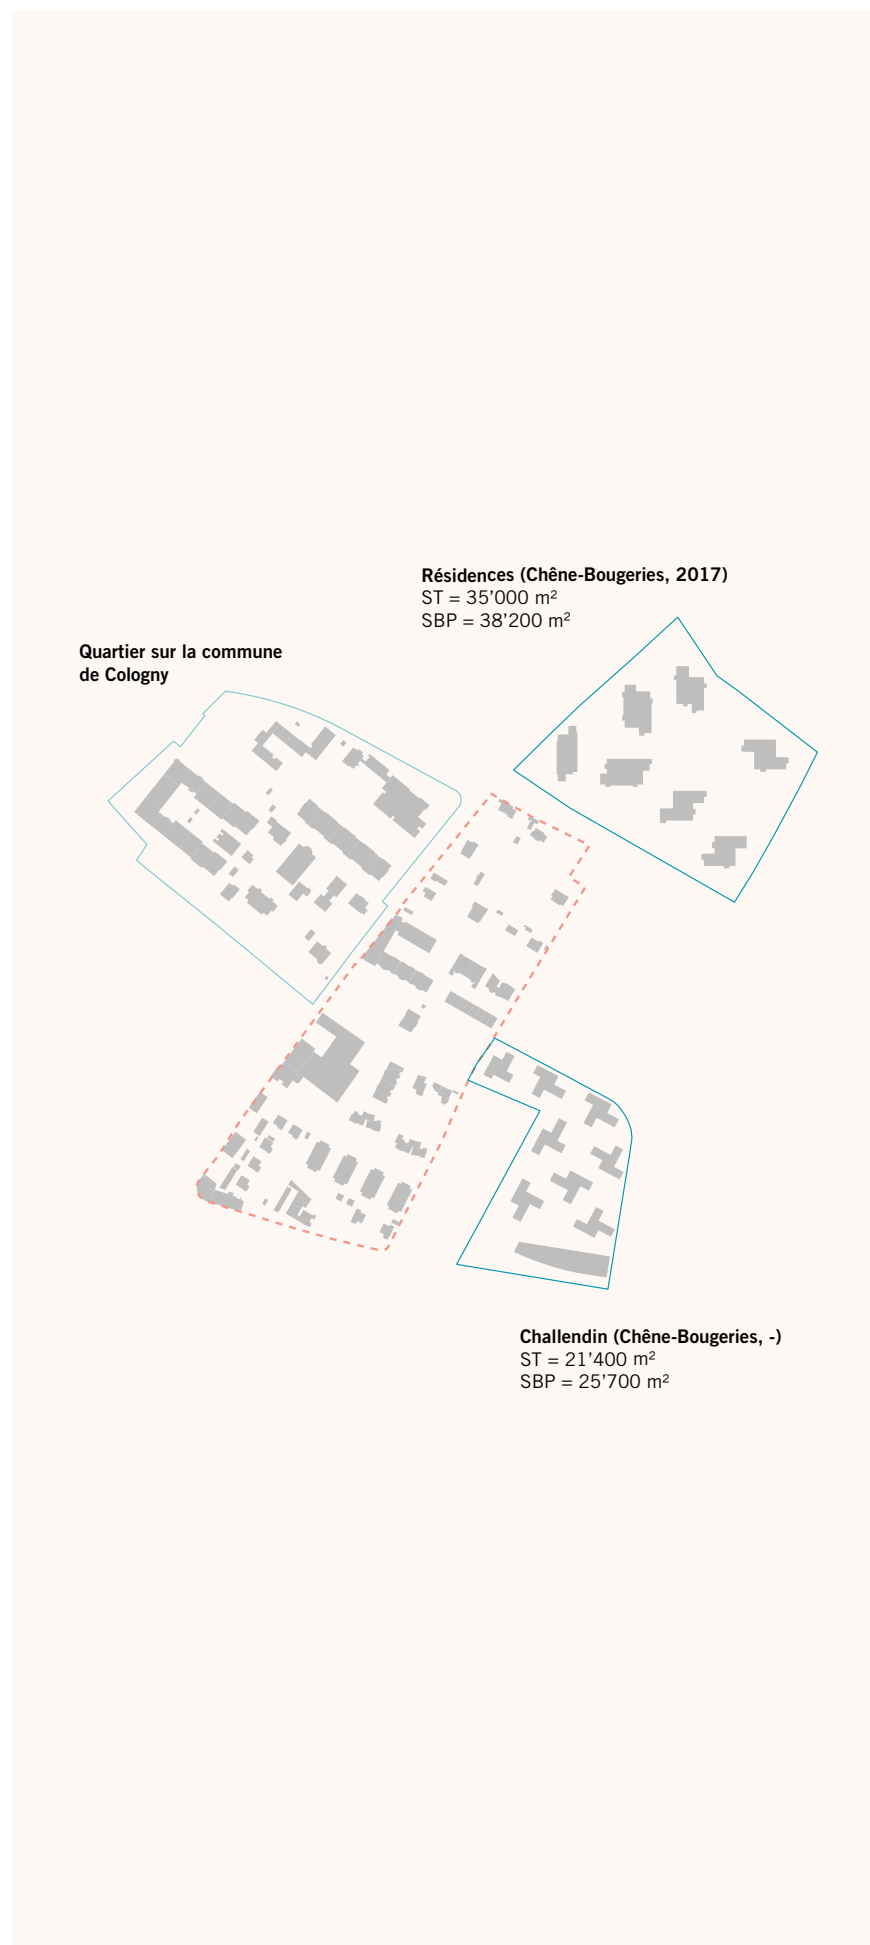 Résidences (Chêne-Bougeries, 2017)
ST = 35’000 m²
SBP = 38’200 m²
Quartier sur la commune
de Cologny
Challendin (Chêne-Bougeries, -)
ST = 21’400 m²
SBP = 25’700 m²